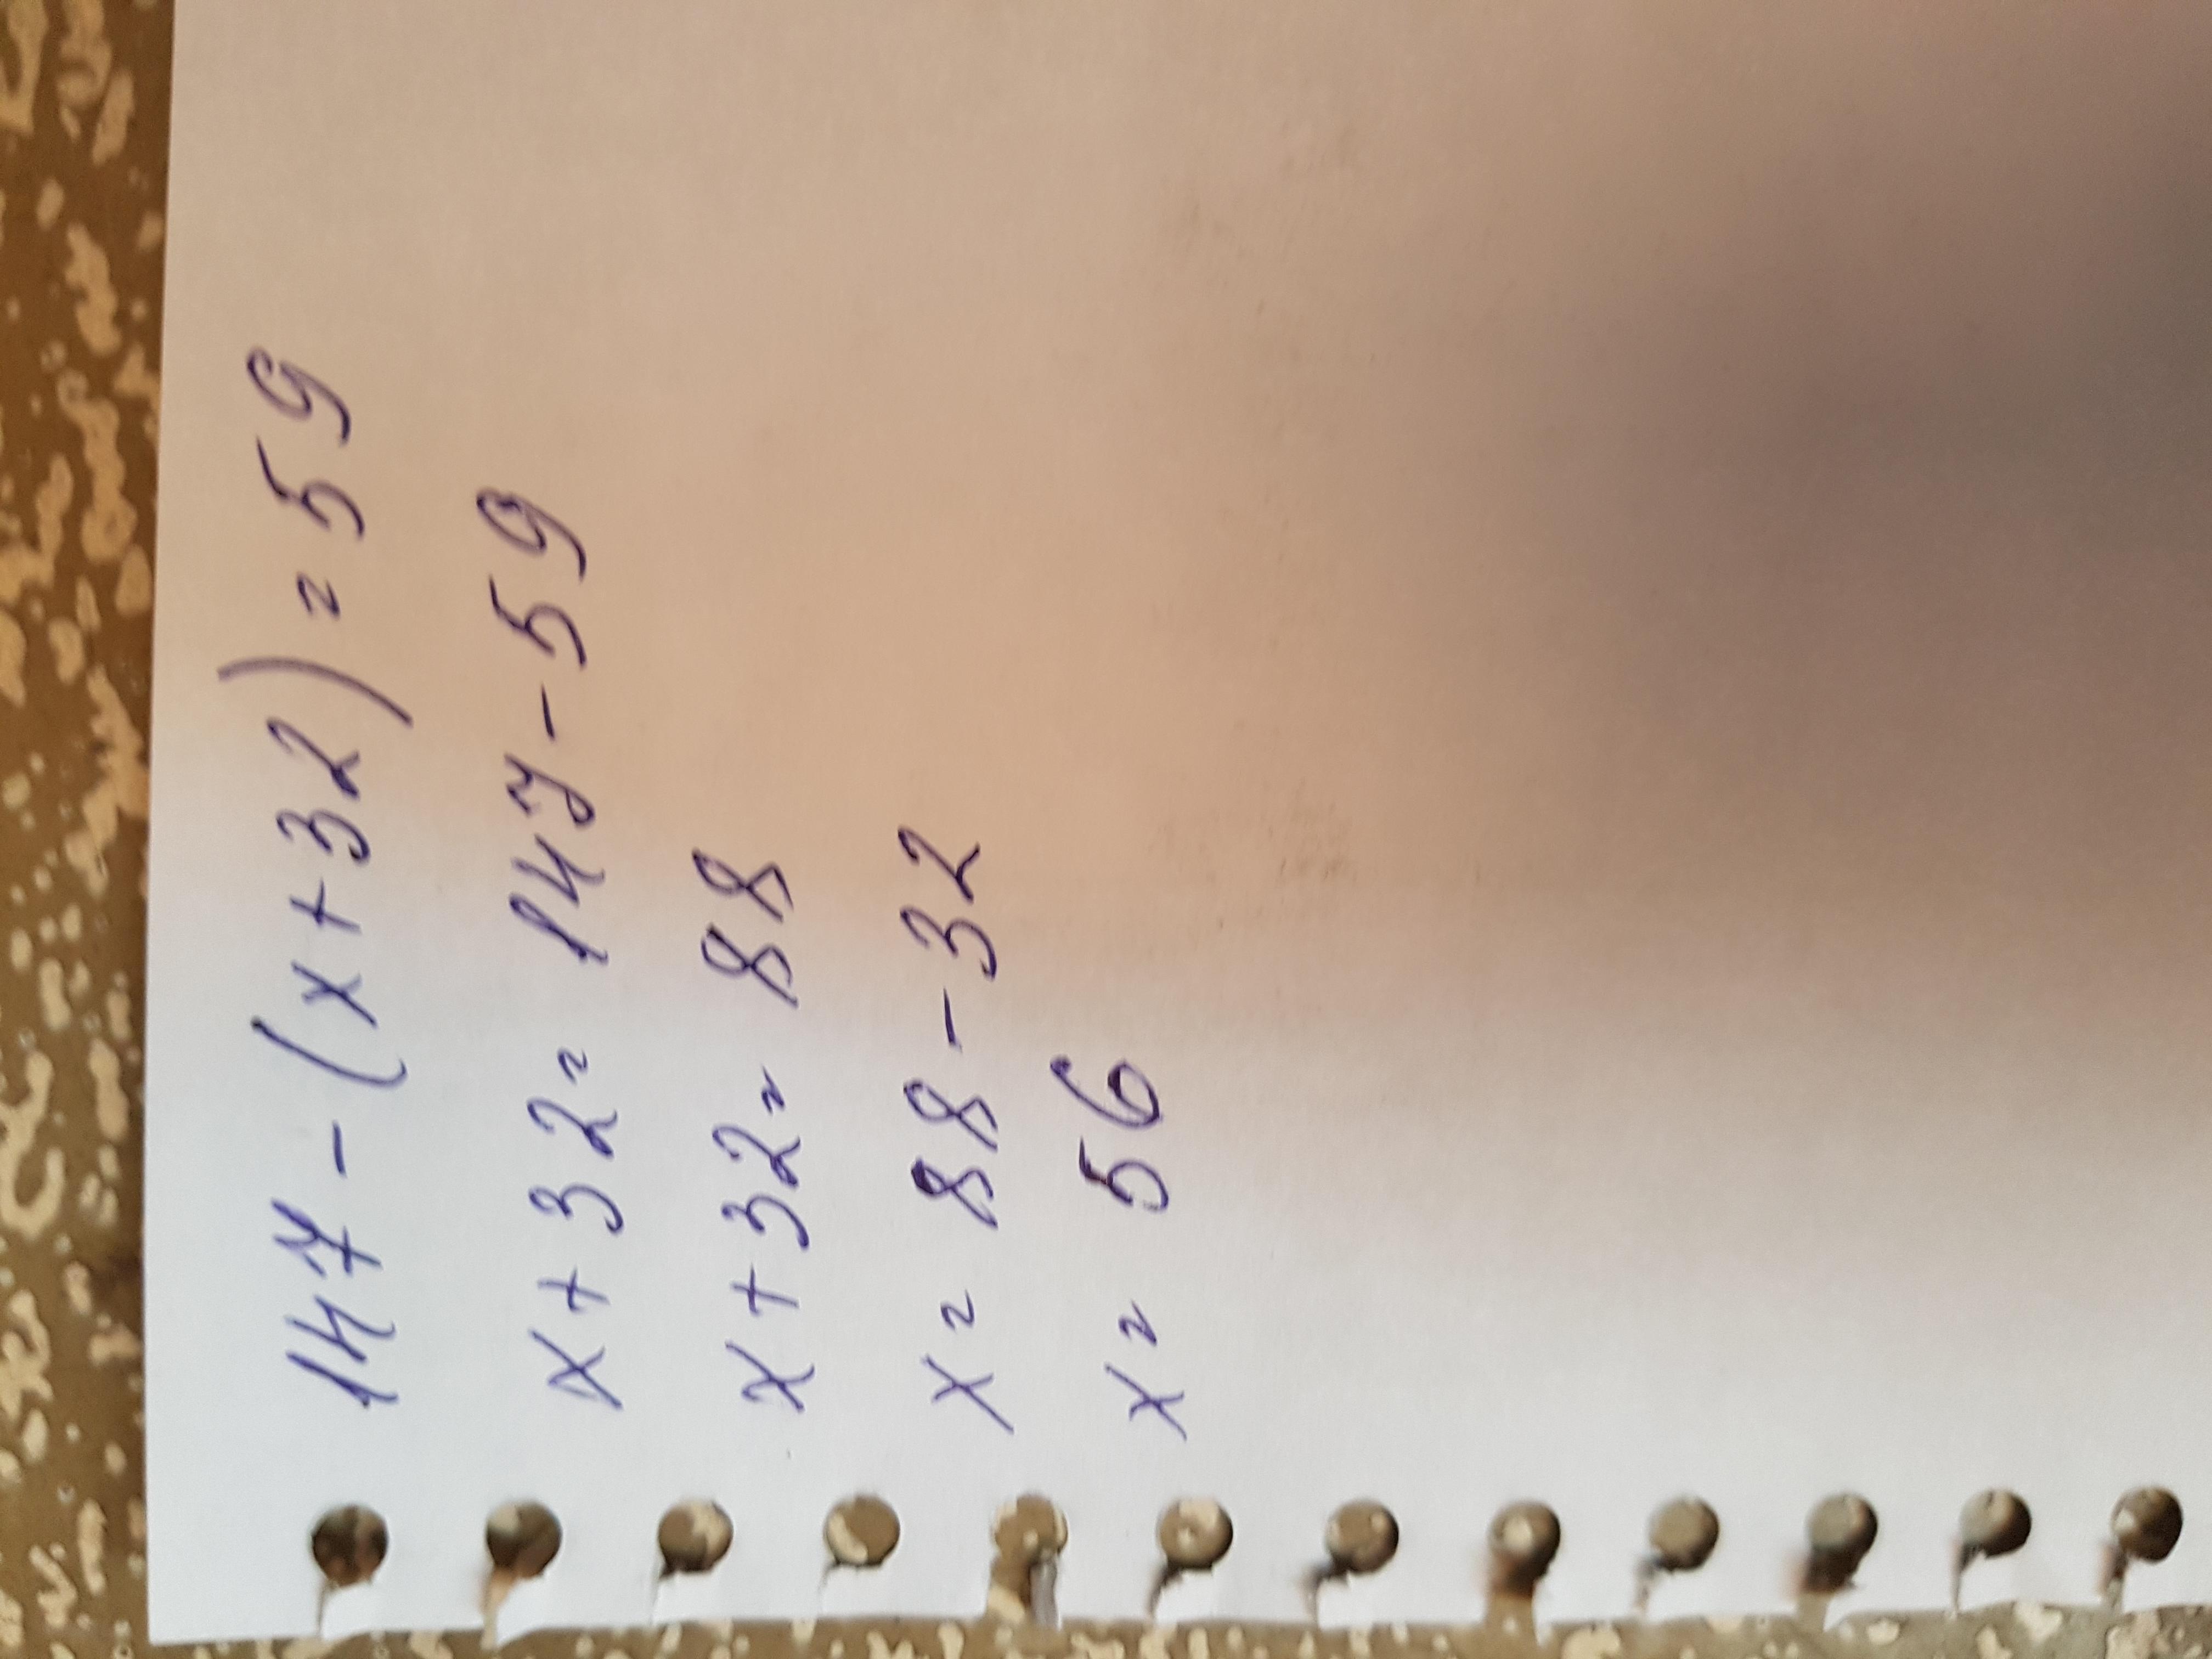 147-(x+32)=59
x+32=147-59
x+32=88
x=88-32
x=56